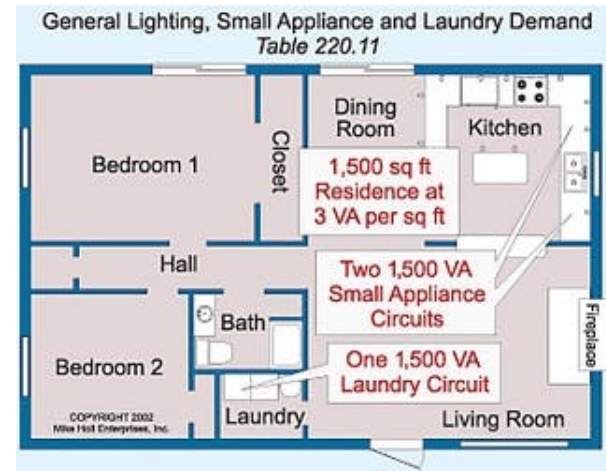 General Lighting, Small Appliance and Laundry Demand
Table 220.11
Bedroom 1
Closet
Dining
Room
Kitchen
1,500 sq ft
Residence at
3 VA per sq ft
Hall
Two 1,500 VA
Small Appliance
Circuits
Fireplace
Bath
Bedroom 2
One 1,500 VA
Laundry Circuit
COPYRIGHT 2002
Mike Holt Enterprises, Inc.
Laundry
Living Room